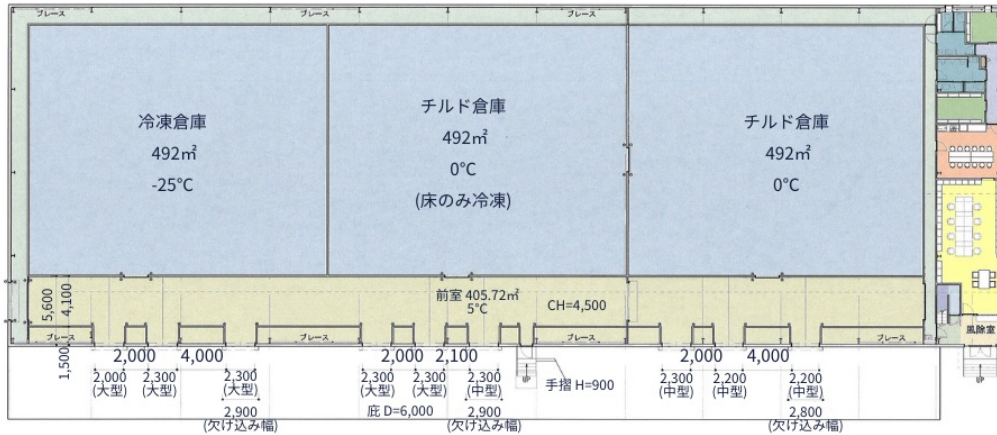 ブレース
ブレース
ブレース
冷凍倉庫
492㎡
-25℃
チルド倉庫
492㎡
0℃
(床のみ冷凍)
チルド倉庫
492㎡
0℃
5,600
4,100
前室 405.72㎡
5℃
CH=4,500
ブレース
ブレース
ブレース
ブレース
風除室
1,500
2,000
4,000
2,000
2,100
2,000
4,000
2,000
(大型)
2,300
(大型)
2,300
(大型)
2,300
(大型)
2,300
(大型)
2,300
(中型)
UP
手摺 H=900
2,300
(中型)
2,200
(中型)
2,200
(中型)
UP
2,900
(欠け込み幅)
庇 D=6,000
2,900
(欠け込み幅)
2,800
(欠け込み幅)